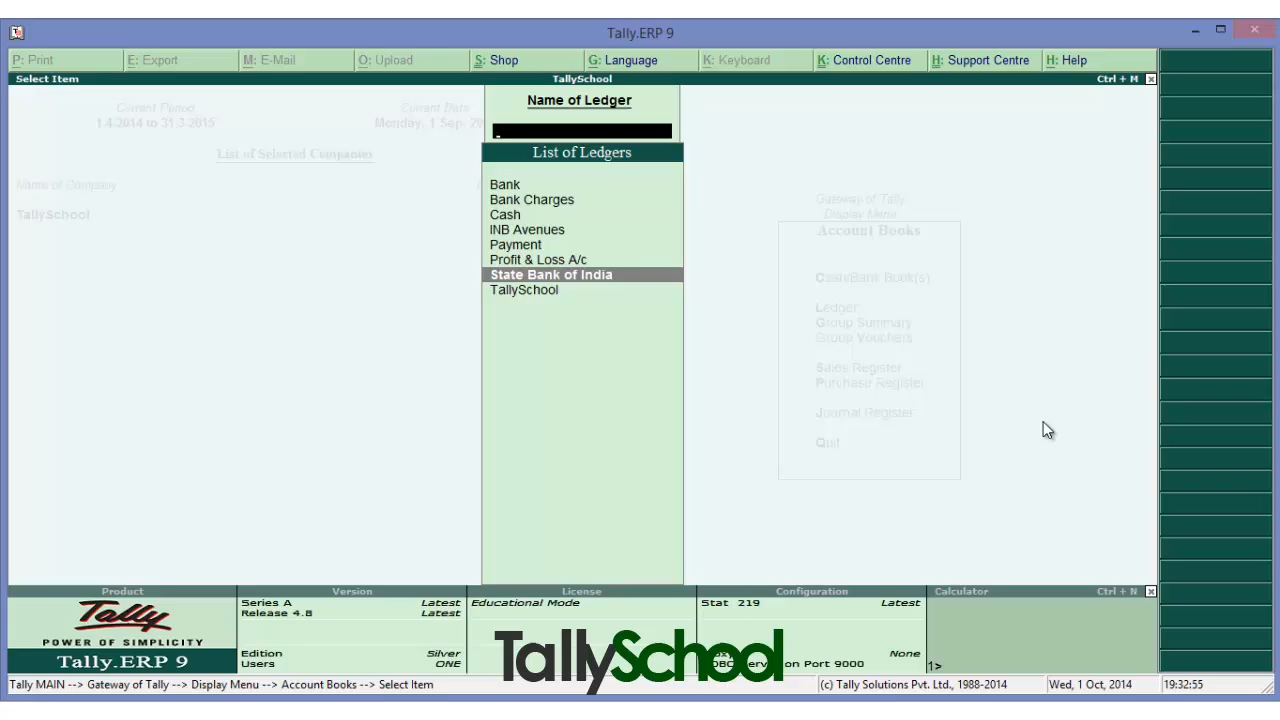 Tally.ERP 9
P: Print E: Export M: E-Mail O: Upload S: Shop G: Language K: Keyboard K: Control Centre H: Support Centre H: Help
Select Item TallySchool Ctrl + M
Current Period Current Date
1-4-2014 to 31-3-2015 Monday, 1 Sep, 20
List of Selected Companies
Name of Company
TallySchool
Name of Ledger
List of Ledgers
Bank
Bank Charges
Cash
INB Avenues
Payment
Profit & Loss A/c
State Bank of India
TallySchool
Gateway of Tally
Display Menu
Account Books
Cash/Bank Book(s)
Ledger
Group Summary
Group Vouchers
Sales Register
Purchase Register
Journal Register
Quit
Product Version License Configuration Calculator Ctrl + N
Tally
POWER OF SIMPLICITY
Tally.ERP 9
Series A Latest
Release 4.8 Latest
Edition Silver
Users ONE
Educational Mode
Stat 219 Latest
None
on Port 9000
1>
TallySchool
Tally MAIN --> Gateway of Tally --> Display Menu --> Account Books --> Select Item (c) Tally Solutions Pvt. Ltd., 1988-2014 Wed, 1 Oct, 2014 19:32:55